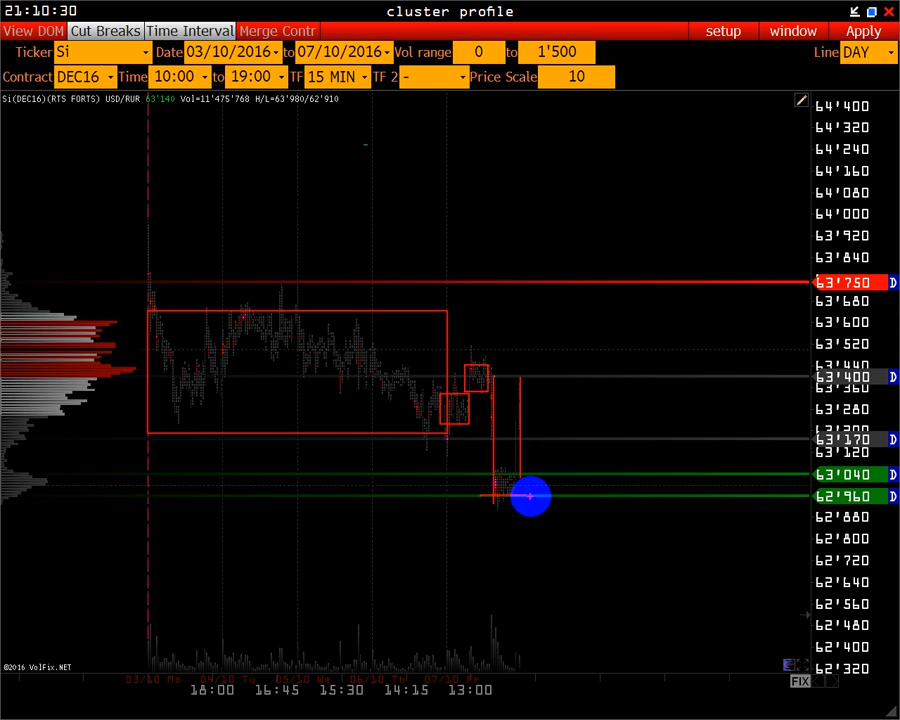 21:10:30 cluster profile
View DOM Cut Breaks Time Interval Merge Contr setup window Apply
Ticker Si Date 03/10/2016 to 07/10/2016 Vol range 0 to 1'500 Line DAY
Contract DEC16 Time 10:00 to 19:00 TF 15 MIN TF 2 - Price Scale 10
Si(DEC16)(RTS FORTS) USD/RUR 63'140 Vol=11'475'768 H/L=63'980/62'910
64'400
64'320
64'240
64'160
64'080
64'000
63'920
63'840
63'750 D
63'680
63'600
63'520
63'440
63'400 D
63'360
63'280
63'200
63'170 D
63'120
63'040 D
62'960 D
62'880
62'800
62'720
62'640
62'560
62'480
62'400
62'320
©2016 VolFix.NET
FIX
03/10 Mo 04/10 Tu 05/10 We 06/10 Th 07/10 Fr
18:00 16:45 15:30 14:15 13:00